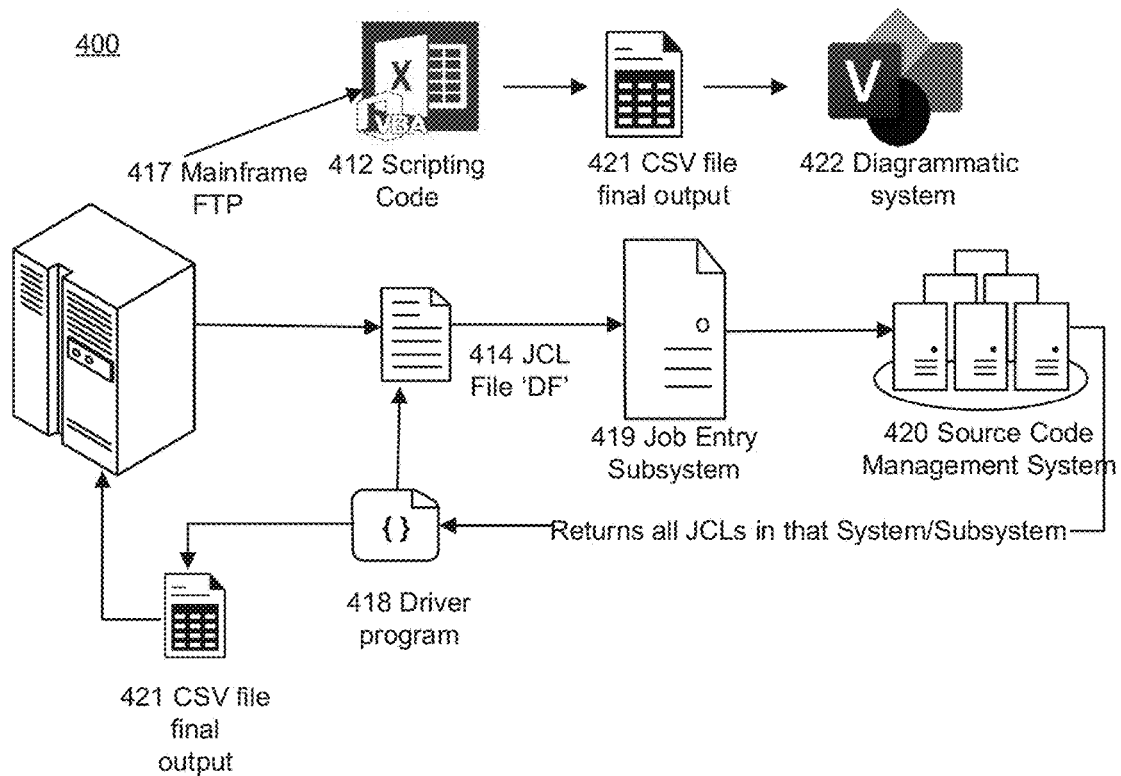 400
X
VBA
V
417 Mainframe
FTP
412 Scripting
Code
421 CSV file
final output
422 Diagrammatic
system
414 JCL
File 'DF'
419 Job Entry
Subsystem
420 Source Code
Management System
{ }
Returns all JCLs in that System/Subsystem
418 Driver
program
421 CSV file
final
output